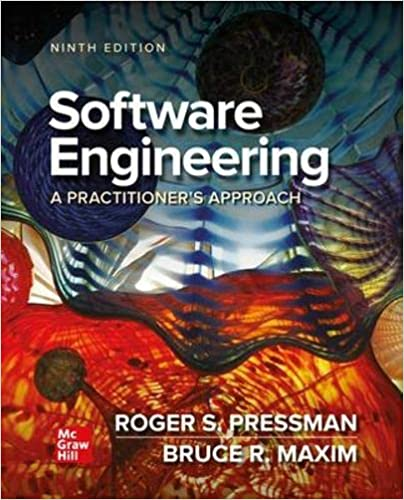 NINTH EDITION
Software
Engineering
A PRACTITIONER'S APPROACH
Mc
Graw
Hill
ROGER S. PRESSMAN
BRUCE R. MAXIM